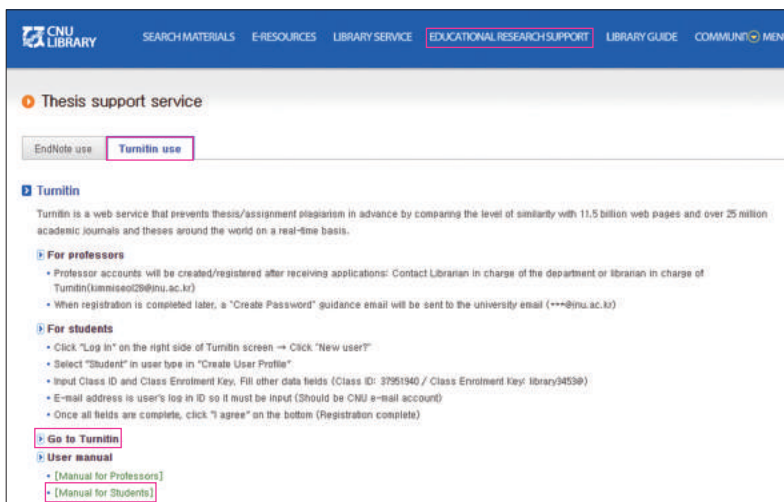 CNU LIBRARY
SEARCH MATERIALS E-RESOURCES LIBRARY SERVICE EDUCATIONAL RESEARCH SUPPORT LIBRARY GUIDE COMMUNIT MEN
Thesis support service
EndNote use Turnitin use
Turnitin
Turnitin is a web service that prevents thesis/assignment plagiarism in advance by comparing the level of similarity with 11.5 billion web pages and over 25 million
academic journals and theses around the world on a real-time basis.
For professors
• Professor accounts will be created/registered after receiving applications: Contact Librarian in charge of the department or librarian in charge of
Turnitin(kimmiseol28@jnu.ac.kr)
• When registration is completed later, a "Create Password" guidance email will be sent to the university email (***@jnu.ac.kr)
For students
• Click "Log In" on the right side of Turnitin screen → Click "New user?"
• Select "Student" in user type in "Create User Profile"
• Input Class ID and Class Enrolment Key, Fill other data fields (Class ID: 37951940 / Class Enrolment Key: library3453@)
• E-mail address is user's log in ID so it must be input (Should be CNU e-mail account)
• Once all fields are complete, click "I agree" on the bottom (Registration complete)
Go to Turnitin
User manual
• [Manual for Professors]
• [Manual for Students]